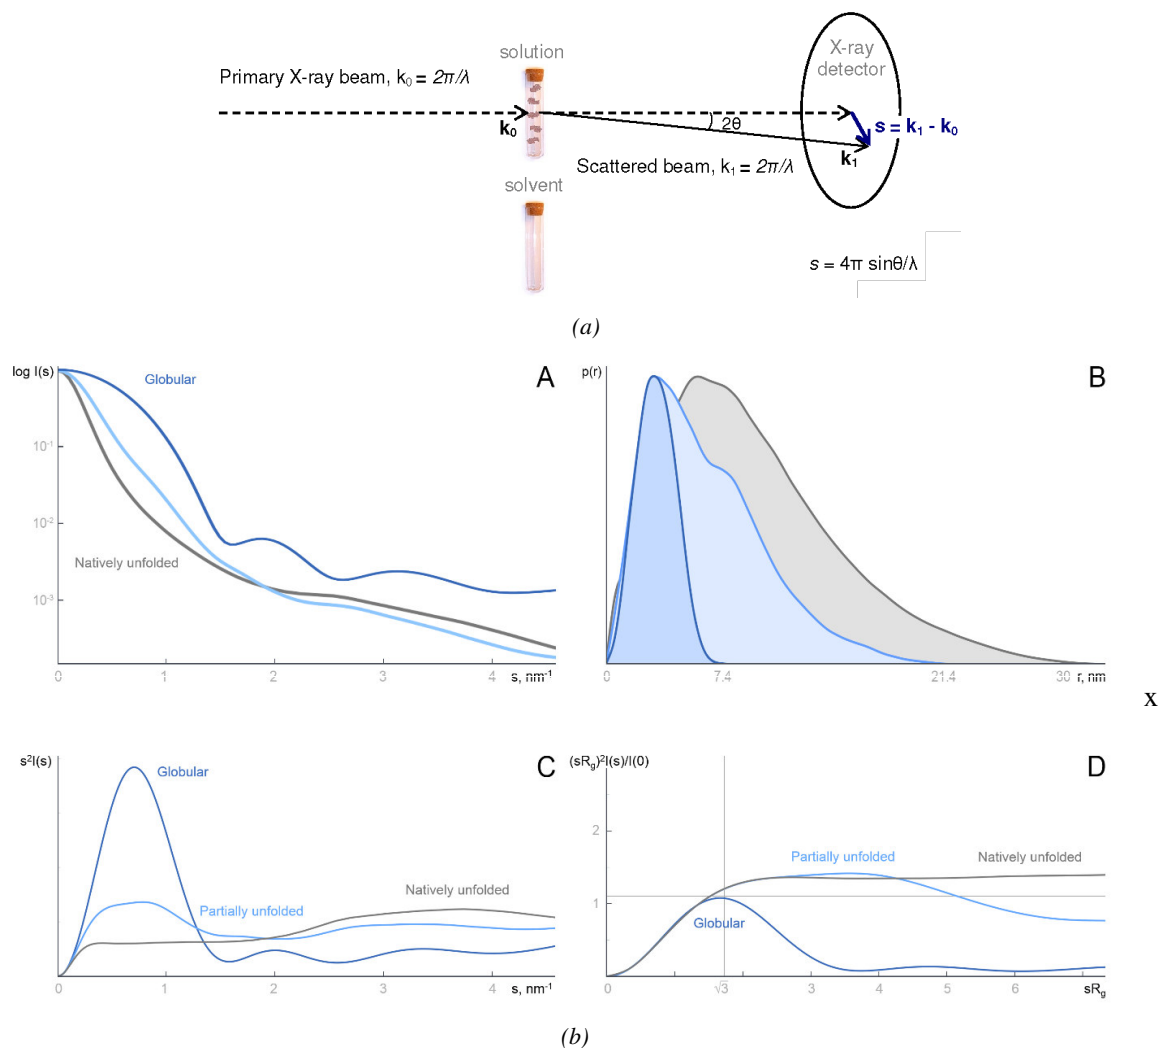 solution
X-ray
detector
Primary X-ray beam, k₀ = 2π/λ
k₀
2θ
s = k₁ - k₀
k₁
Scattered beam, k₁ = 2π/λ
solvent
s = 4π sinθ/λ
(a)
log I(s)
Globular
A
10⁻¹
10⁻²
Natively unfolded
10⁻³
0 1 2 3 s, nm⁻¹ 4
p(r)
B
0 7.4 21.4 30 r, nm
x
s²I(s)
Globular
C
Natively unfolded
Partially unfolded
0 1 2 3 s, nm⁻¹ 4
(sRg)²I(s)/I(0)
D
2
Partially unfolded
Natively unfolded
1
Globular
0 √3 3 4 5 6 sRg
(b)